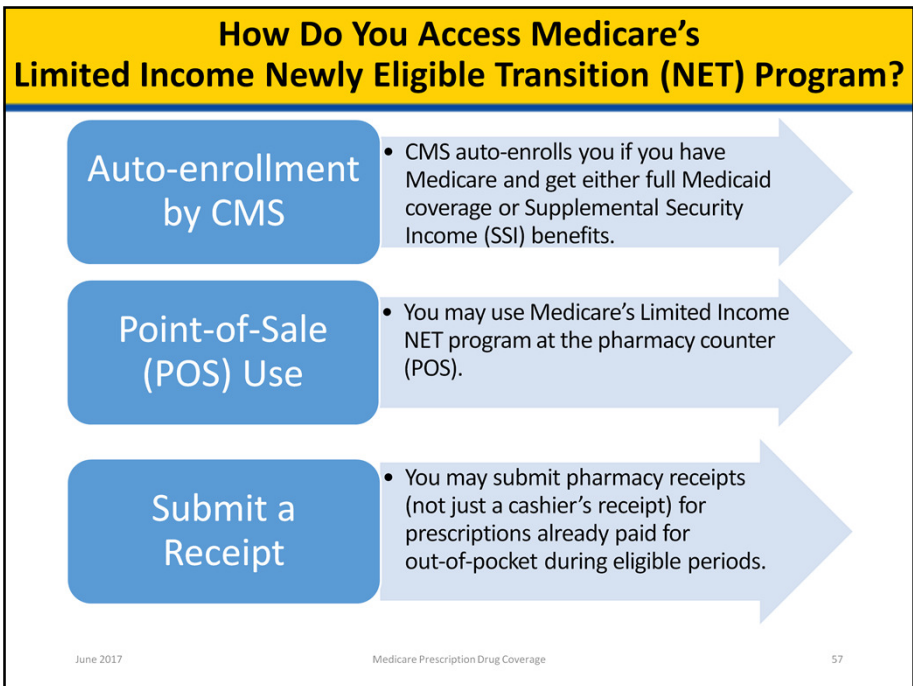 How Do You Access Medicare’s
Limited Income Newly Eligible Transition (NET) Program?
Auto-enrollment
by CMS
• CMS auto-enrolls you if you have
Medicare and get either full Medicaid
coverage or Supplemental Security
Income (SSI) benefits.
Point-of-Sale
(POS) Use
• You may use Medicare’s Limited Income
NET program at the pharmacy counter
(POS).
Submit a
Receipt
• You may submit pharmacy receipts
(not just a cashier’s receipt) for
prescriptions already paid for
out-of-pocket during eligible periods.
June 2017
Medicare Prescription Drug Coverage
57